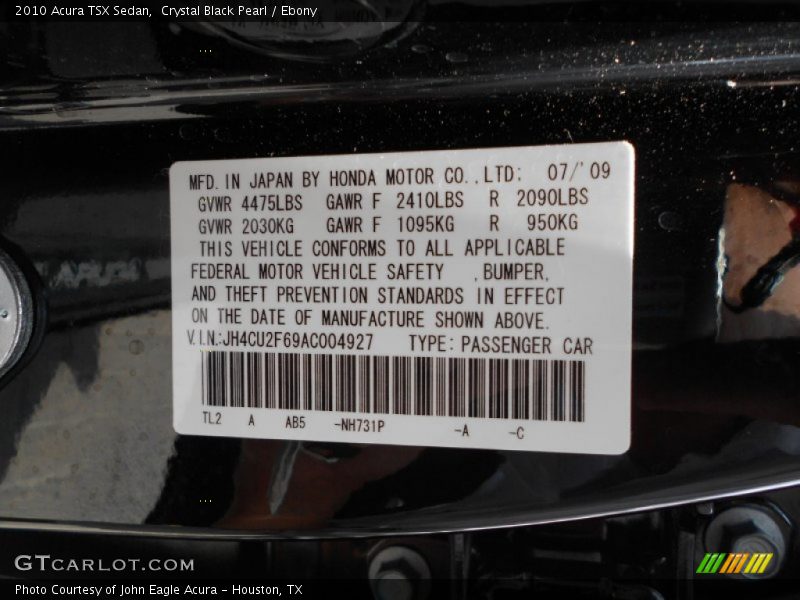 2010 Acura TSX Sedan,  Crystal Black Pearl / Ebony
MFD. IN JAPAN BY HONDA MOTOR CO.,LTD: 07/'09
GVWR 4475LBS GAWR F 2410LBS R 2090LBS
GVWR 2030KG GAWR F 1095KG R 950KG
THIS VEHICLE CONFORMS TO ALL APPLICABLE
FEDERAL MOTOR VEHICLE SAFETY ,BUMPER,
AND THEFT PREVENTION STANDARDS IN EFFECT
ON THE DATE OF MANUFACTURE SHOWN ABOVE.
V.I.N:JH4CU2F69AC004927 TYPE: PASSENGER CAR
TL2 A AB5 -NH731P -A -C
GTCARLOT.COM
Photo Courtesy of John Eagle Acura - Houston, TX